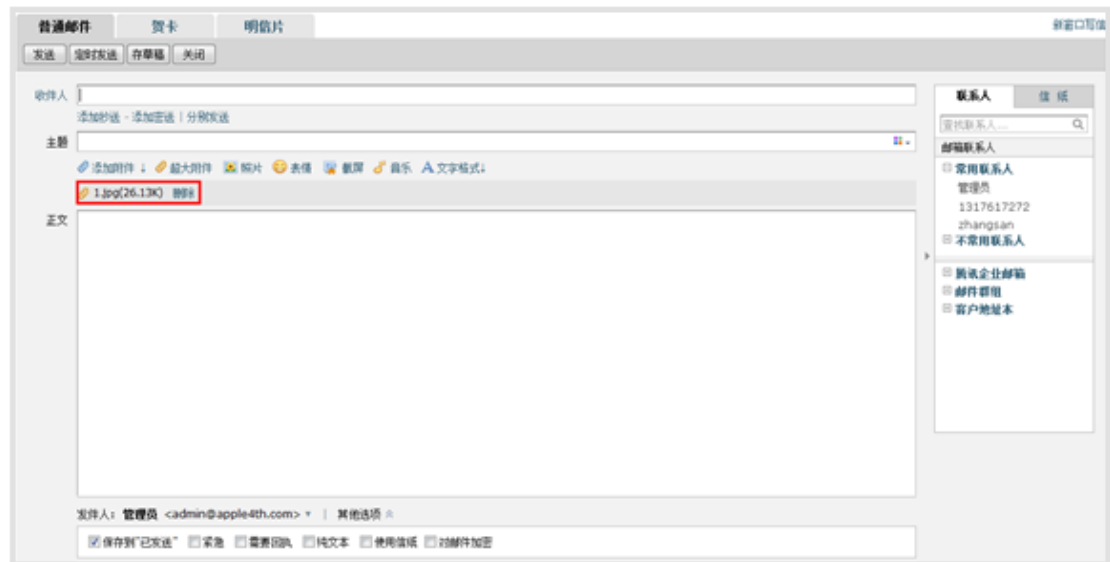 普通邮件 贺卡 明信片 新窗口写信
发送 定时发送 存草稿 关闭
收件人
添加抄送 - 添加密送 | 分别发送
主题
添加附件 ↓ 超大附件 照片 表情 截屏 音乐 A 文字格式↓
1.jpg(26.13K) 删除
正文
发件人: 管理员 <admin@apple4th.com> | 其他选项
保存到"已发送" 紧急 需要回执 纯文本 使用信纸 对邮件加密
联系人 信 纸
查找联系人...
邮箱联系人
常用联系人
管理员
1317617272
zhangsan
不常用联系人
腾讯企业邮箱
邮件群组
客户地址本